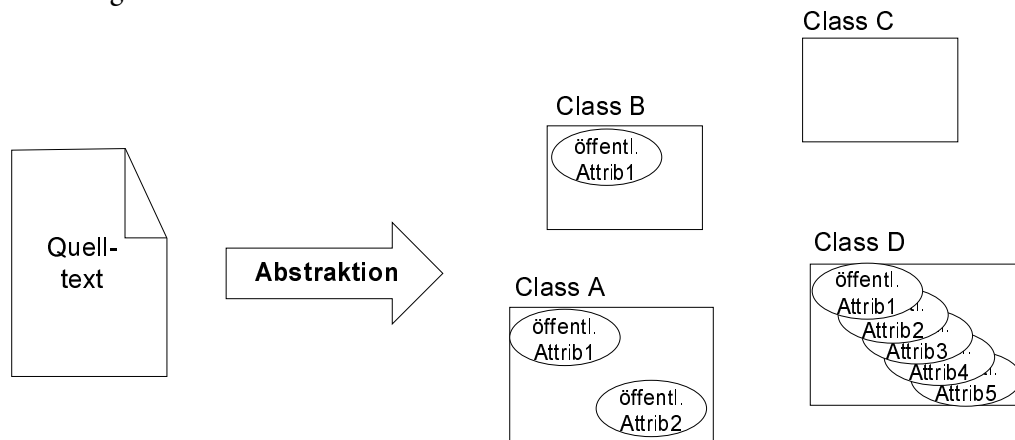 Class C
Class B
öffentl.
Attrib1
Quell-
text
Abstraktion
Class A
öffentl.
Attrib1
öffentl.
Attrib2
Class D
öffentl.
Attrib1
Attrib2
Attrib3
Attrib4
Attrib5